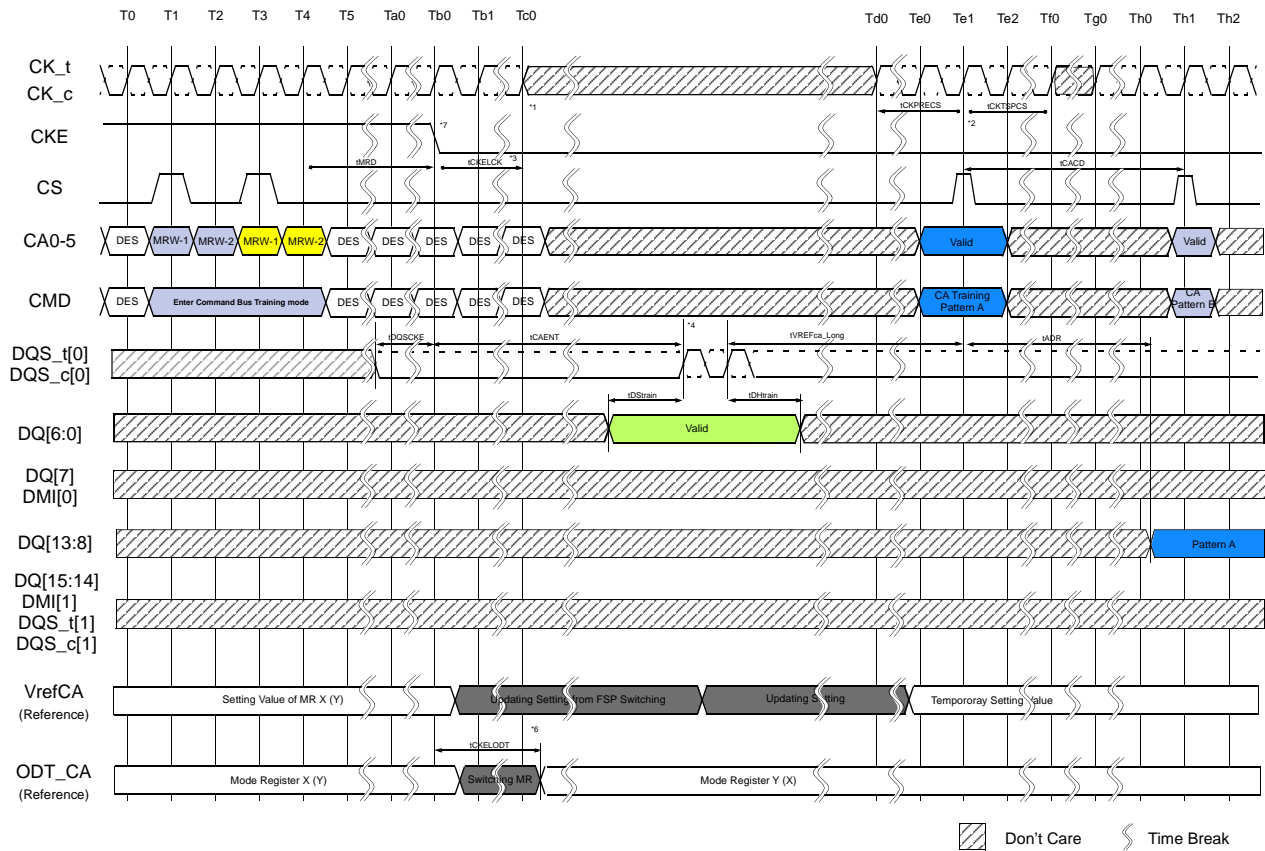 T0 T1 T2 T3 T4 T5 Ta0 Tb0 Tb1 Tc0 Td0 Te0 Te1 Te2 Tf0 Tg0 Th0 Th1 Th2
CK_t
CK_c
*1
tCKPRECS
*2
tCKTSPCS
CKE
*7
tMRD
tCKELCK
*3
CS
tCACD
CA0-5
DES MRW-1 MRW-2 MRW-1 MRW-2 DES DES DES DES DES Valid Valid
CMD
DES Enter Command Bus Training mode DES DES DES DES DES
CA Training
Pattern A
CA
Pattern B
tDQSCKE
tCAENT
*4
tVREFca_Long
tADR
DQS_t[0]
DQS_c[0]
tDStrain
tDHtrain
DQ[6:0]
Valid
DQ[7]
DMI[0]
DQ[13:8]
Pattern A
DQ[15:14]
DMI[1]
DQS_t[1]
DQS_c[1]
VrefCA
(Reference)
Setting Value of MR X (Y) Updating Setting from FSP Switching Updating Setting Tempororay Setting Value
tCKELODT
*6
ODT_CA
(Reference)
Mode Register X (Y) Switching MR Mode Register Y (X)
Don't Care Time Break